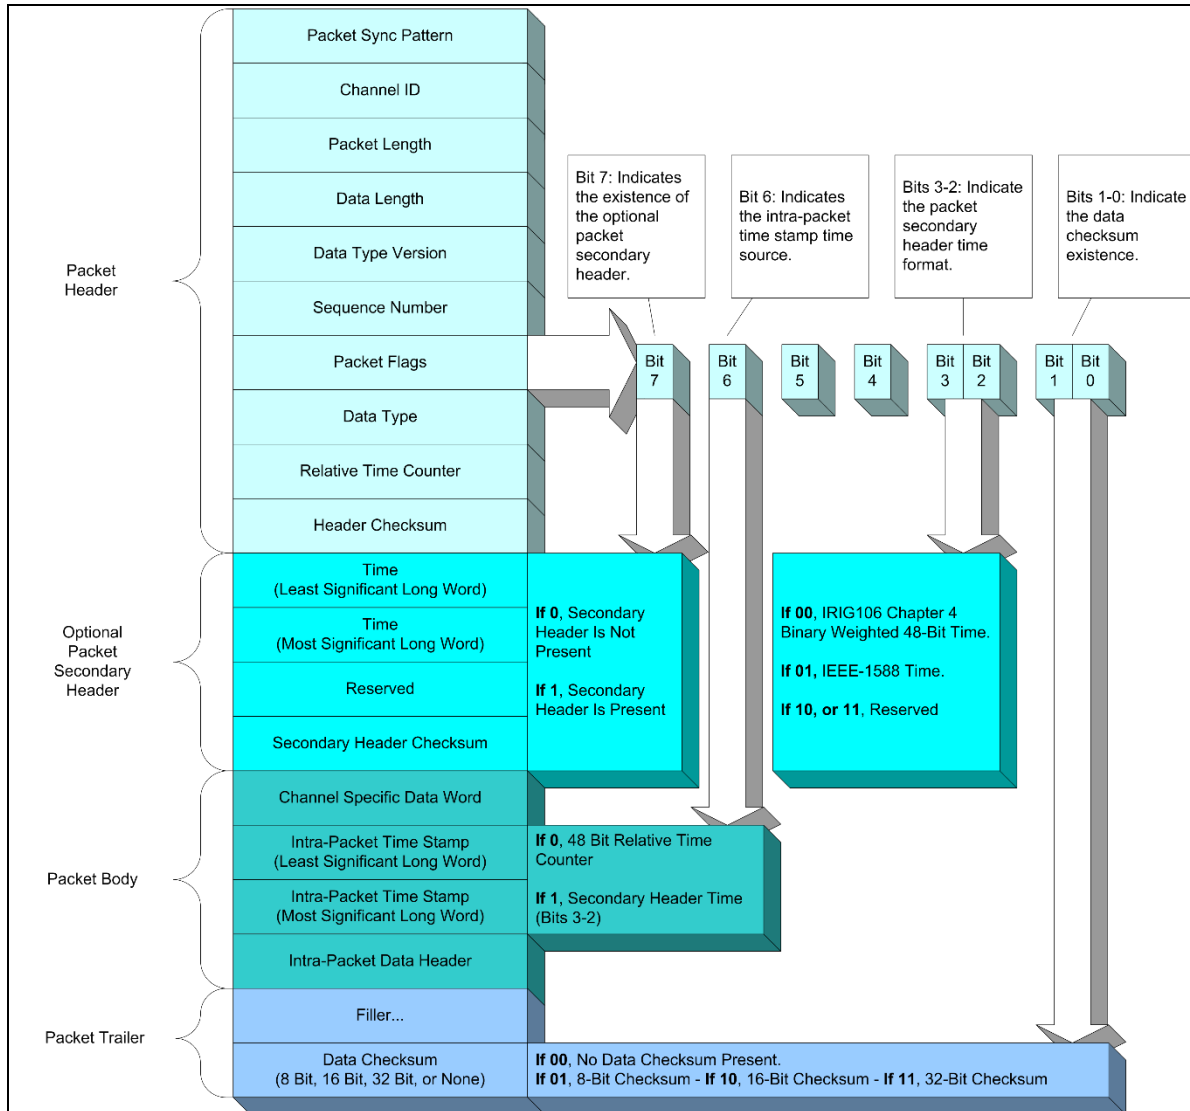 Packet Sync Pattern
Channel ID
Packet Length
Data Length
Data Type Version
Sequence Number
Packet Flags
Data Type
Relative Time Counter
Header Checksum
Packet
Header
Bit 7: Indicates
the existence of
the optional
packet
secondary
header.
Bit 6: Indicates
the intra-packet
time stamp time
source.
Bits 3-2: Indicate
the packet
secondary
header time
format.
Bits 1-0: Indicate
the data
checksum
existence.
Bit
7
Bit
6
Bit
5
Bit
4
Bit
3
Bit
2
Bit
1
Bit
0
Optional
Packet
Secondary
Header
Time
(Least Significant Long Word)
Time
(Most Significant Long Word)
Reserved
Secondary Header Checksum
If 0, Secondary
Header Is Not
Present
If 1, Secondary
Header Is Present
If 00, IRIG106 Chapter 4
Binary Weighted 48-Bit Time.
If 01, IEEE-1588 Time.
If 10, or 11, Reserved
Packet Body
Channel Specific Data Word
Intra-Packet Time Stamp
(Least Significant Long Word)
Intra-Packet Time Stamp
(Most Significant Long Word)
Intra-Packet Data Header
If 0, 48 Bit Relative Time
Counter
If 1, Secondary Header Time
(Bits 3-2)
Packet Trailer
Filler...
Data Checksum
(8 Bit, 16 Bit, 32 Bit, or None)
If 00, No Data Checksum Present.
If 01, 8-Bit Checksum - If 10, 16-Bit Checksum - If 11, 32-Bit Checksum